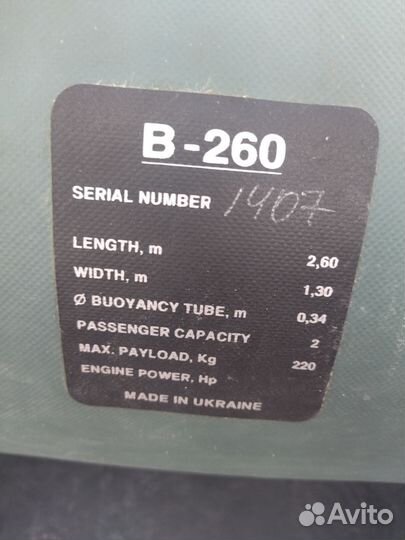 B-260
SERIAL NUMBER 1407
LENGTH, m 2,60
WIDTH, m 1,30
Ø BUOYANCY TUBE, m 0,34
PASSENGER CAPACITY 2
MAX. PAYLOAD, Kg 220
ENGINE POWER, Hp
MADE IN UKRAINE
Avito